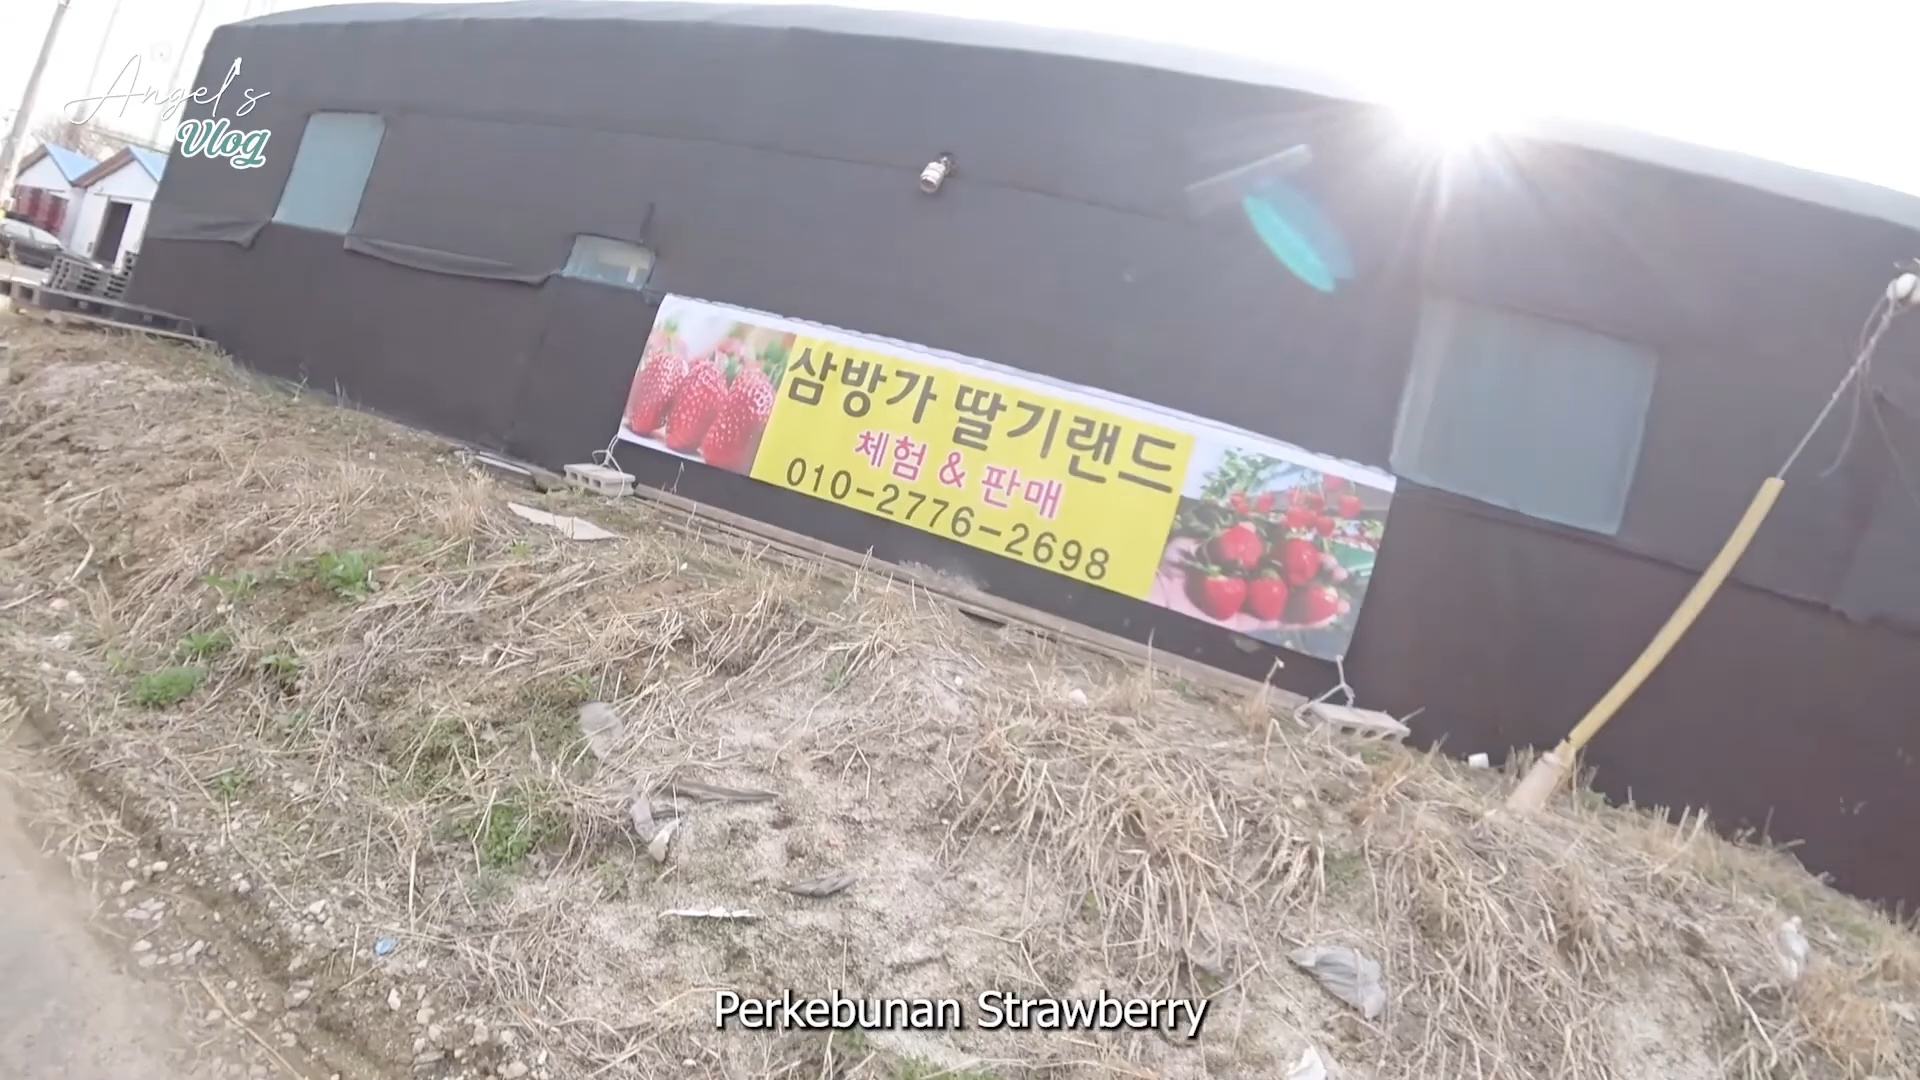 Angel's
Vlog
삼방가 딸기랜드
체험 & 판매
010-2776-2698
Perkebunan Strawberry